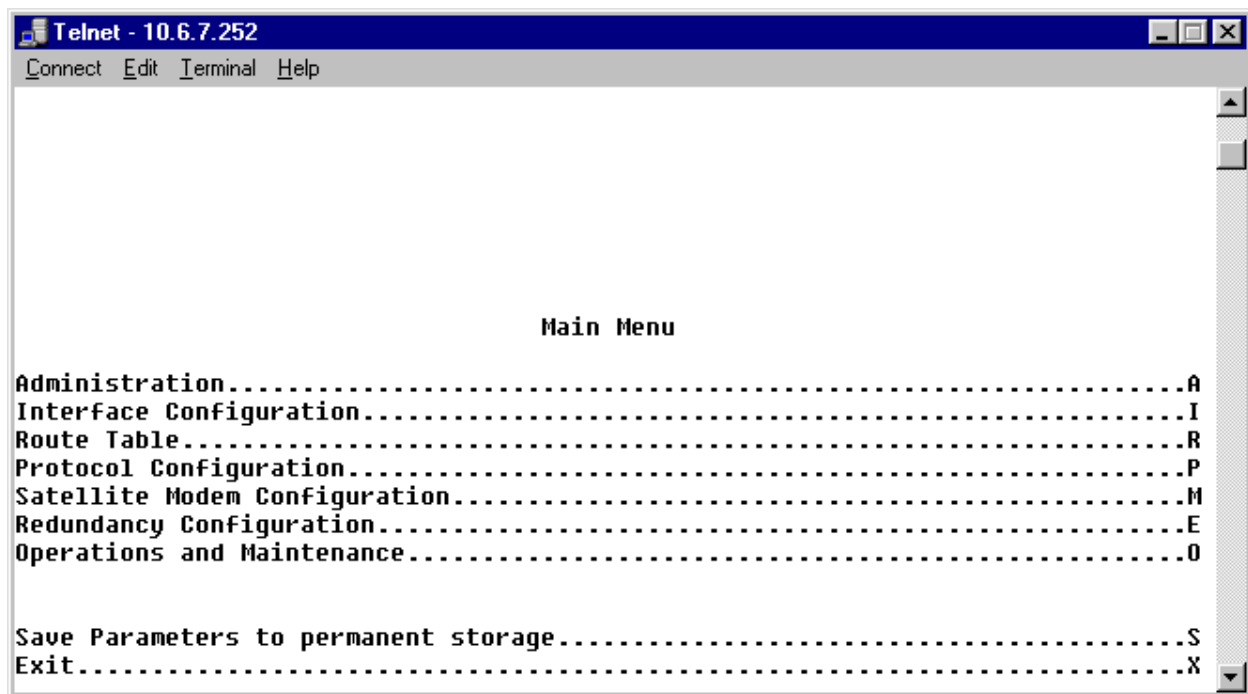 Telnet - 10.6.7.252
Connect Edit Terminal Help
Main Menu
Administration................................................................A
Interface Configuration.......................................................I
Route Table...................................................................R
Protocol Configuration........................................................P
Satellite Modem Configuration.................................................M
Redundancy Configuration......................................................E
Operations and Maintenance....................................................O
Save Parameters to permanent storage..........................................S
Exit..........................................................................X